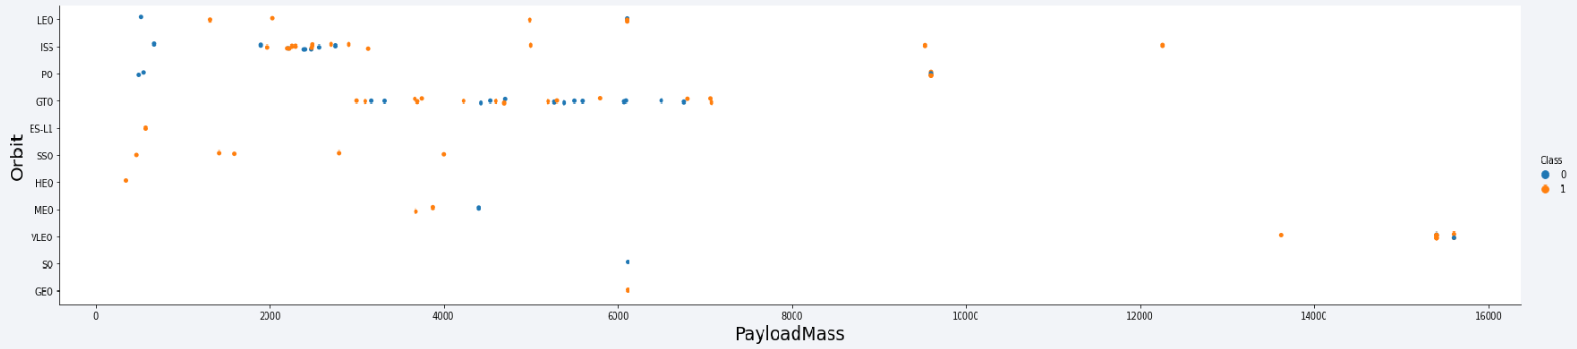 LEO
ISS
PO
GTO
ES-L1
SSO
HEO
MEO
VLEO
SO
GEO
Orbit
0 2000 4000 6000 8000 10000 12000 14000 16000
PayloadMass
Class
0
1